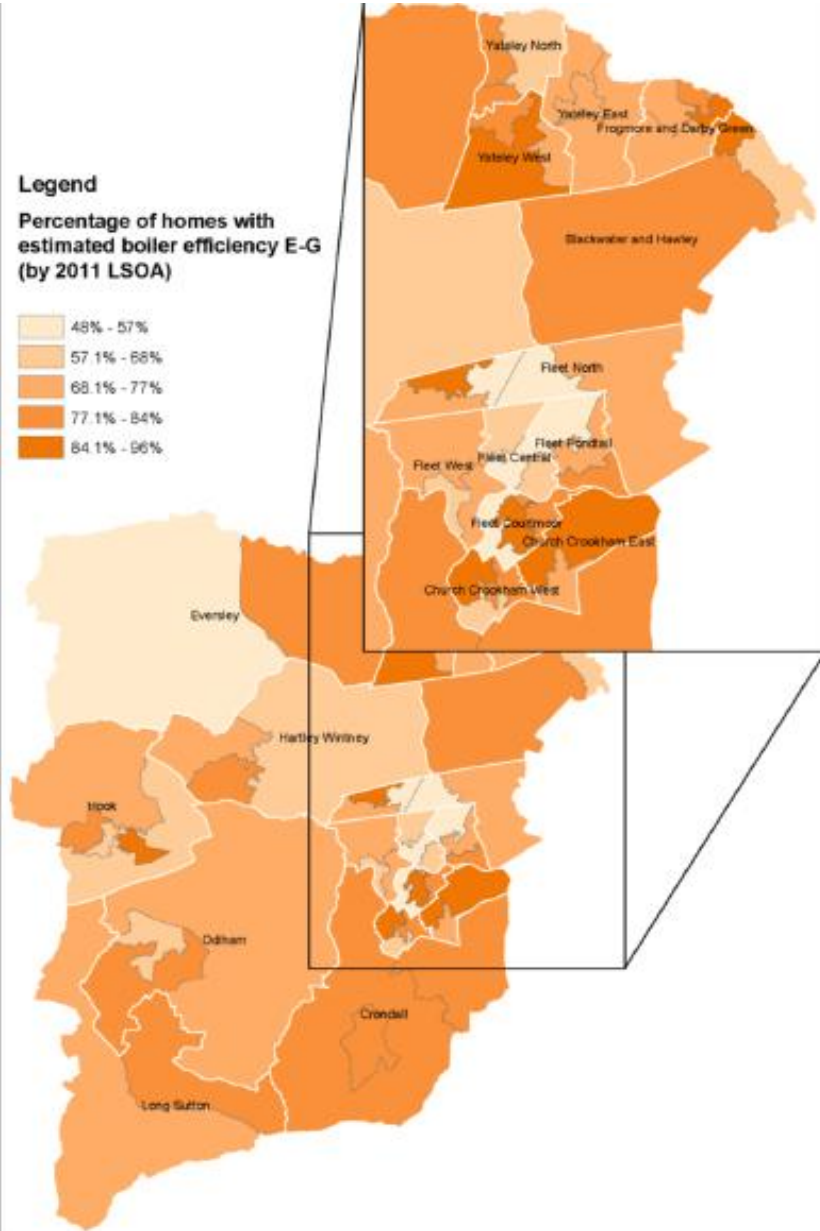 Yateley North
Yateley East
Frogmore and Darby Green
Yateley West
Legend
Percentage of homes with
estimated boiler efficiency E-G
(by 2011 LSOA)
Blackwater and Hawley
48% - 57%
57.1% - 68%
68.1% - 77%
77.1% - 84%
84.1% - 96%
Fleet North
Fleet Pondtail
Fleet Central
Fleet West
Fleet Courtmoor
Church Crookham East
Church Crookham West
Eversley
Hartley Wintney
Odiham
Crondall
Long Sutton